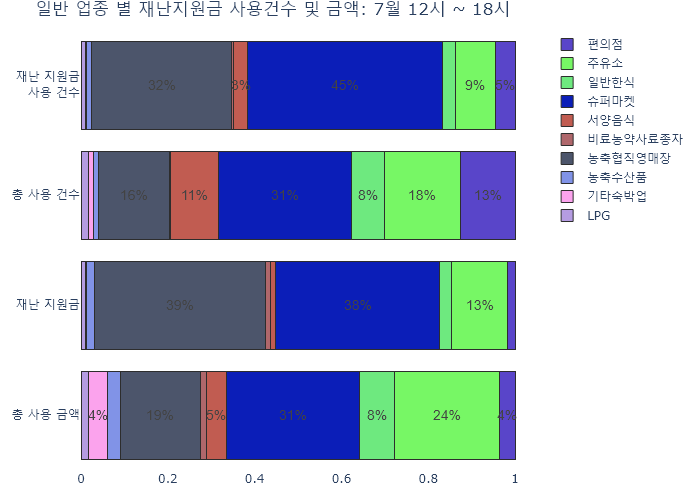 일반 업종 별 재난지원금 사용건수 및 금액: 7월 12시 ~ 18시
재난 지원금
사용 건수
32%
3%
45%
9%
5%
총 사용 건수
16%
11%
31%
8%
18%
13%
재난 지원금
39%
38%
13%
총 사용 금액
4%
19%
5%
31%
8%
24%
4%
0
0.2
0.4
0.6
0.8
1
편의점
주유소
일반한식
슈퍼마켓
서양음식
비료농약사료종자
농축협직영매장
농축수산품
기타숙박업
LPG